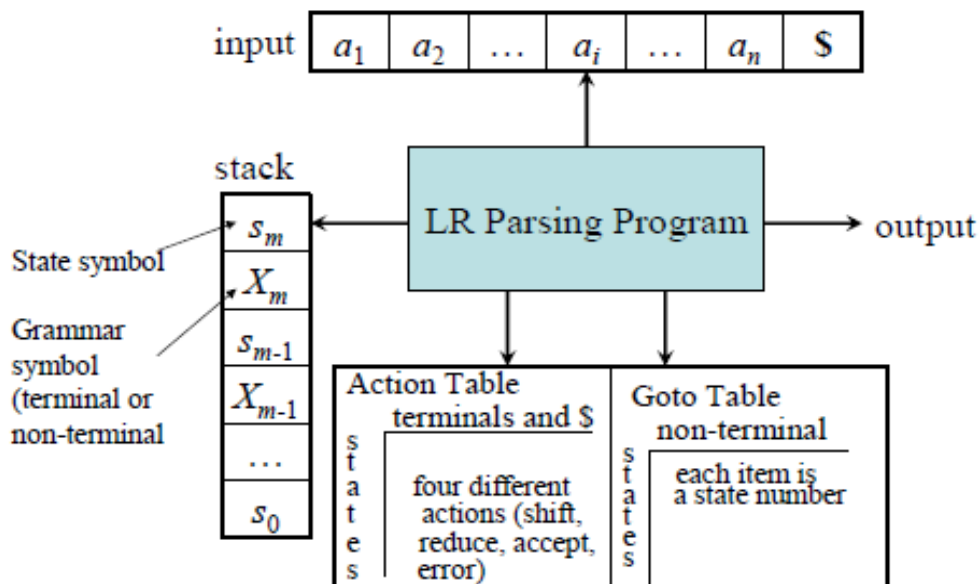 input a₁ a₂ … aᵢ … aₙ $
stack
LR Parsing Program
output
sₘ
State symbol
Xₘ
Grammar
symbol
(terminal or
non-terminal
sₘ₋₁
Xₘ₋₁
…
s₀
Action Table
terminals and $
states
four different
actions (shift,
reduce, accept,
error)
Goto Table
non-terminal
states
each item is
a state number